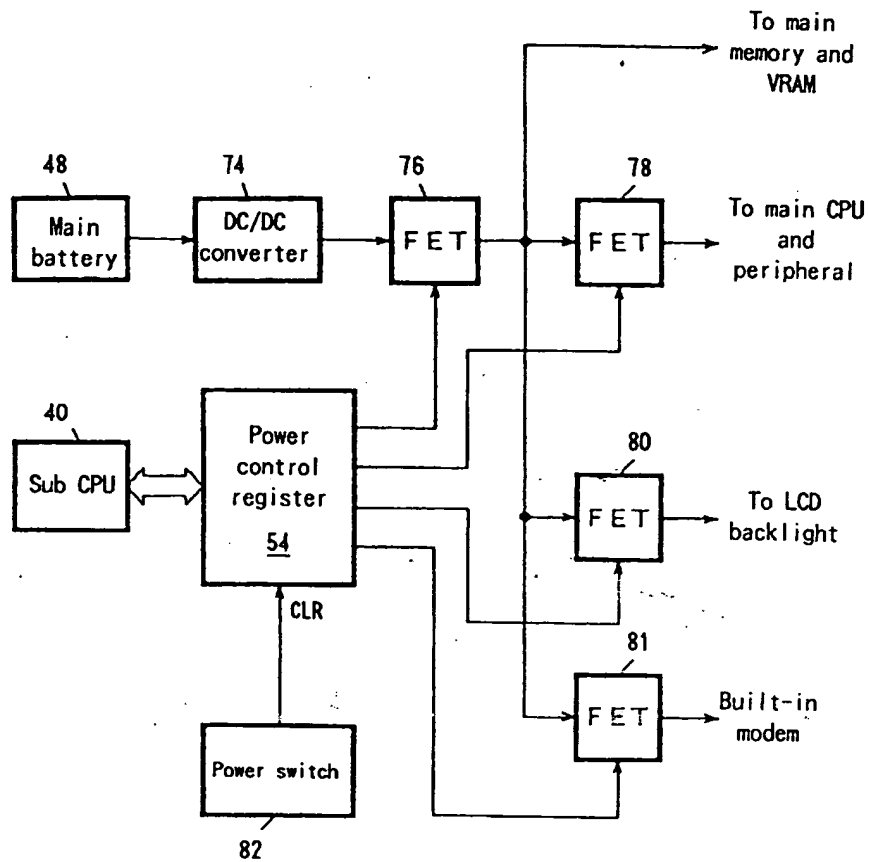 To main
memory and
VRAM
48
74
76
78
Main
battery
DC/DC
converter
FET
FET
To main CPU
and
peripheral
40
Sub CPU
Power
control
register
54
80
FET
To LCD
backlight
CLR
81
FET
Built-in
modem
Power switch
82